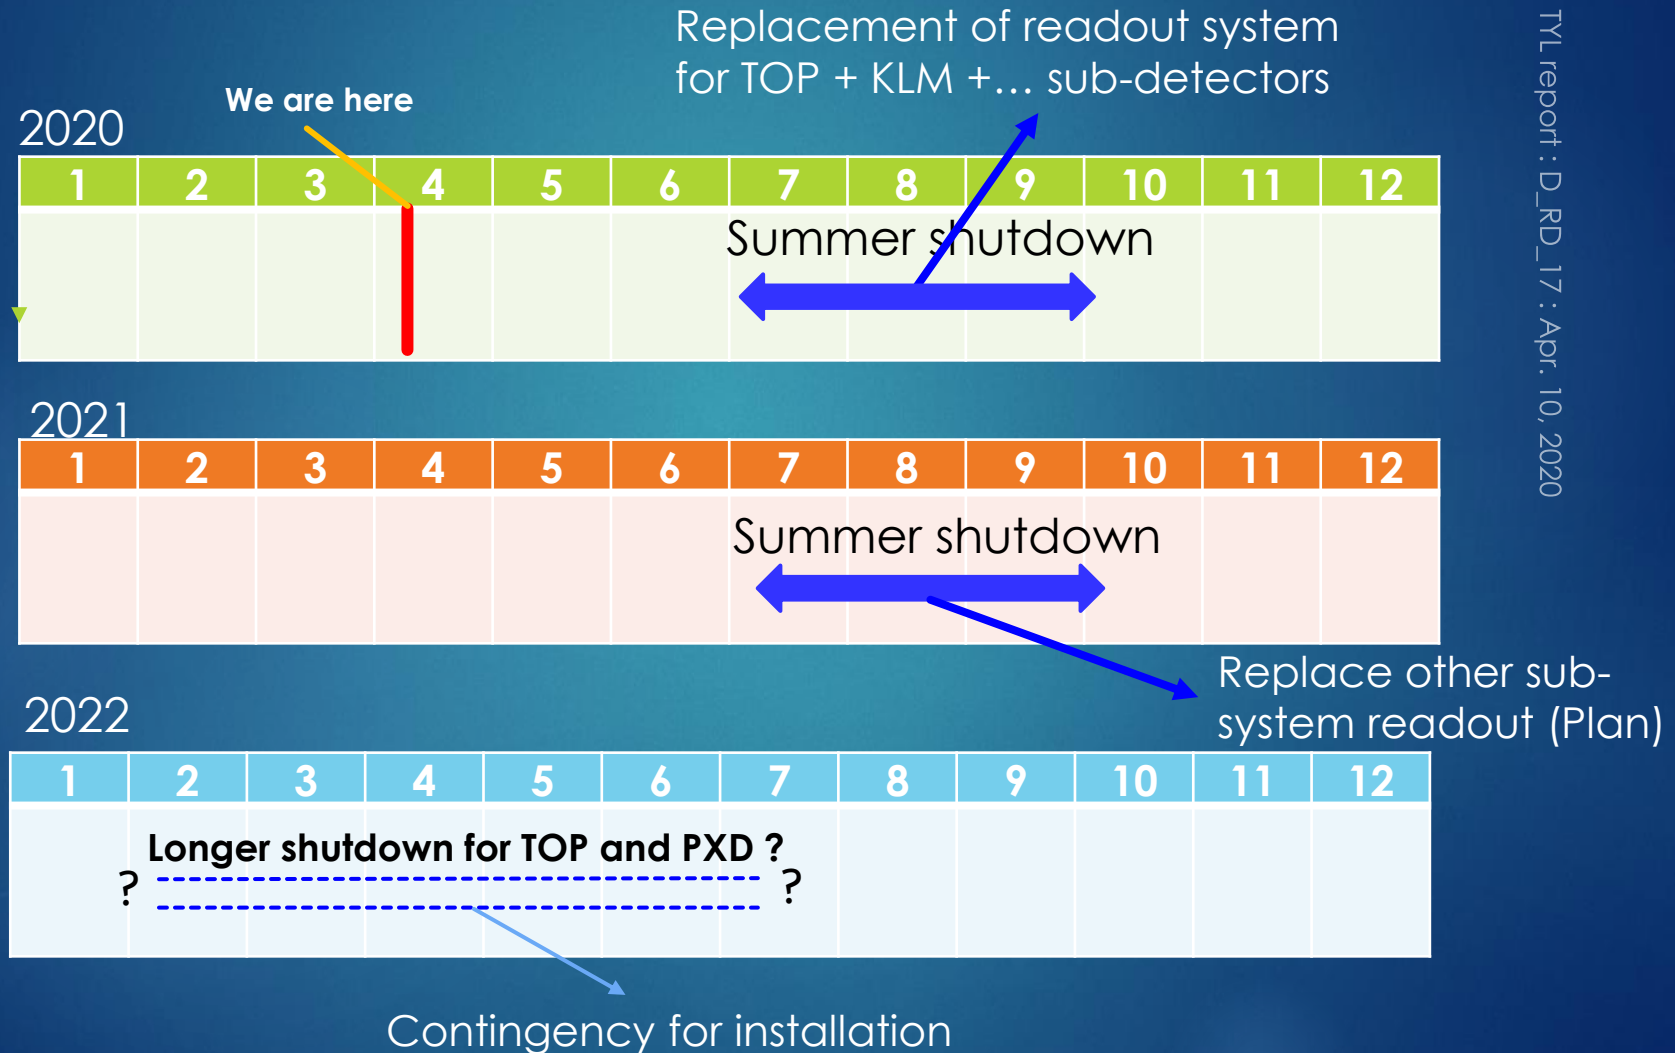 Replacement of readout system
for TOP + KLM +... sub-detectors
We are here
2020
1 2 3 4 5 6 7 8 9 10 11 12
Summer shutdown
2021
1 2 3 4 5 6 7 8 9 10 11 12
Summer shutdown
Replace other sub-
system readout (Plan)
2022
1 2 3 4 5 6 7 8 9 10 11 12
Longer shutdown for TOP and PXD ?
? ?
Contingency for installation
TYL report : D_RD_17 : Apr. 10, 2020